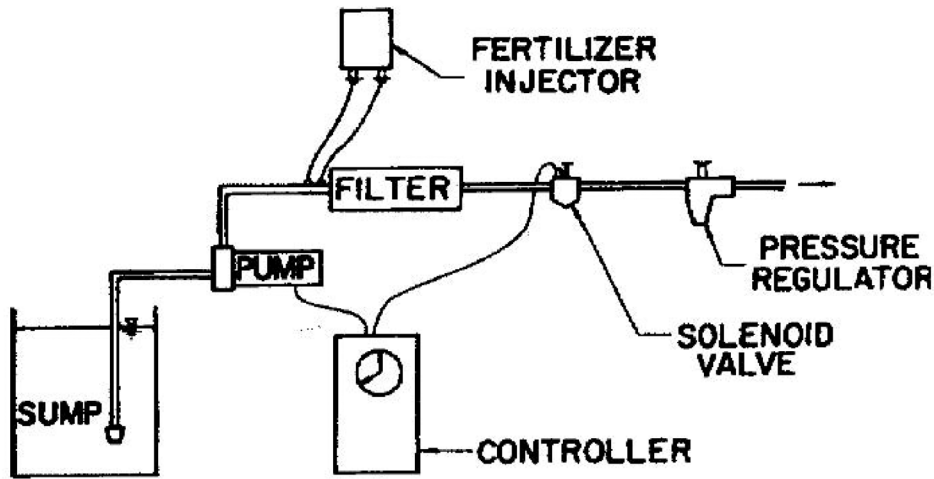 FERTILIZER
INJECTOR
FILTER
PUMP
PRESSURE
REGULATOR
SOLENOID
VALVE
SUMP
CONTROLLER